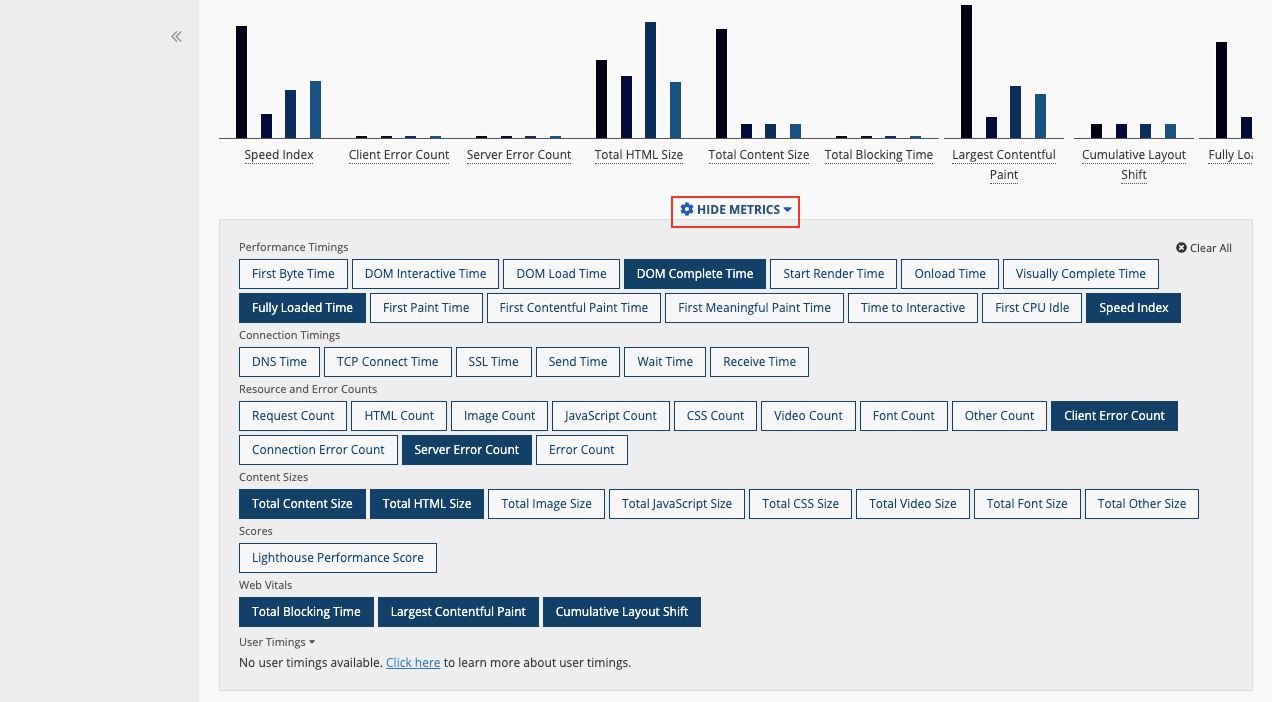 Speed Index Client Error Count Server Error Count Total HTML Size Total Content Size Total Blocking Time Largest Contentful Paint Cumulative Layout Shift Fully Loa
HIDE METRICS
Performance Timings Clear All
First Byte Time DOM Interactive Time DOM Load Time DOM Complete Time Start Render Time Onload Time Visually Complete Time
Fully Loaded Time First Paint Time First Contentful Paint Time First Meaningful Paint Time Time to Interactive First CPU Idle Speed Index
Connection Timings
DNS Time TCP Connect Time SSL Time Send Time Wait Time Receive Time
Resource and Error Counts
Request Count HTML Count Image Count JavaScript Count CSS Count Video Count Font Count Other Count Client Error Count
Connection Error Count Server Error Count Error Count
Content Sizes
Total Content Size Total HTML Size Total Image Size Total JavaScript Size Total CSS Size Total Video Size Total Font Size Total Other Size
Scores
Lighthouse Performance Score
Web Vitals
Total Blocking Time Largest Contentful Paint Cumulative Layout Shift
User Timings
No user timings available. Click here to learn more about user timings.